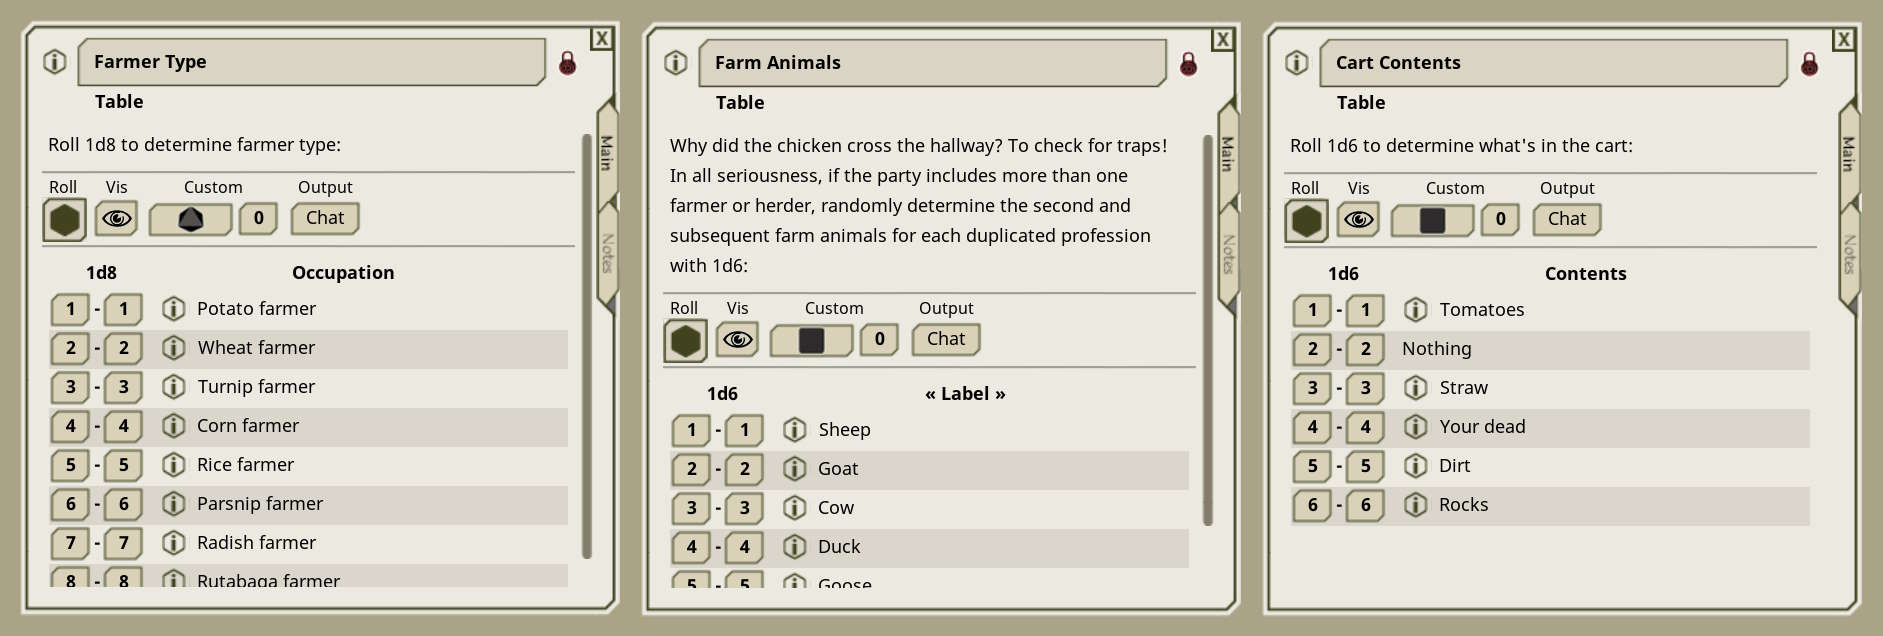 Farmer Type
X
Table
Roll 1d8 to determine farmer type:
Roll Vis Custom Output
0 Chat
1d8 Occupation
1 - 1 Potato farmer
2 - 2 Wheat farmer
3 - 3 Turnip farmer
4 - 4 Corn farmer
5 - 5 Rice farmer
6 - 6 Parsnip farmer
7 - 7 Radish farmer
8 - 8 Rutabaga farmer
Main
Notes
Farm Animals
X
Table
Why did the chicken cross the hallway? To check for traps!
In all seriousness, if the party includes more than one
farmer or herder, randomly determine the second and
subsequent farm animals for each duplicated profession
with 1d6:
Roll Vis Custom Output
0 Chat
1d6 « Label »
1 - 1 Sheep
2 - 2 Goat
3 - 3 Cow
4 - 4 Duck
5 - 5 Goose
Main
Notes
Cart Contents
X
Table
Roll 1d6 to determine what's in the cart:
Roll Vis Custom Output
0 Chat
1d6 Contents
1 - 1 Tomatoes
2 - 2 Nothing
3 - 3 Straw
4 - 4 Your dead
5 - 5 Dirt
6 - 6 Rocks
Main
Notes